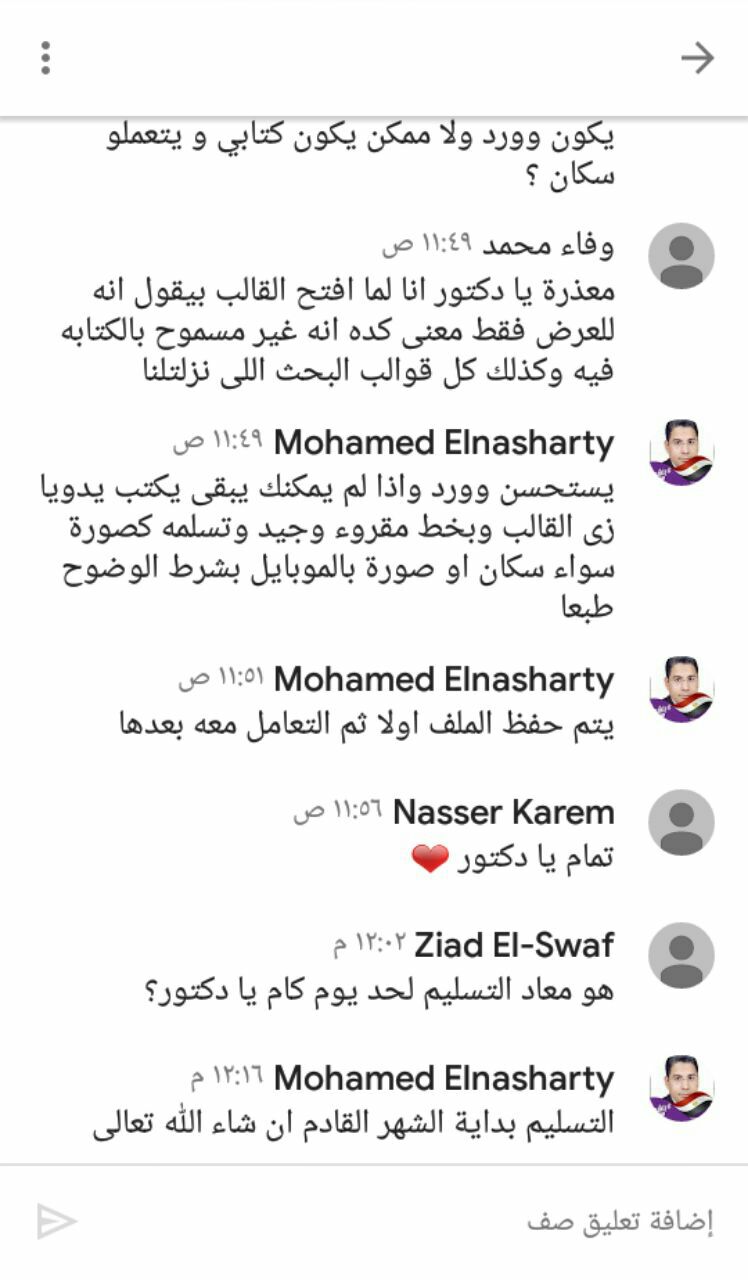 يكون وورد ولا ممكن يكون كتابي و يتعملو
سكان ؟
وفاء محمد ١١:٤٩ ص
معذرة يا دكتور انا لما افتح القالب بيقول انه
للعرض فقط معنى كده انه غير مسموح بالكتابه
فيه وكذلك كل قوالب البحث اللى نزلتلنا
Mohamed Elnasharty ١١:٤٩ ص
يستحسن وورد واذا لم يمكنك يبقى يكتب يدويا
زى القالب وبخط مقروء وجيد وتسلمه كصورة
سواء سكان او صورة بالموبايل بشرط الوضوح
طبعا
Mohamed Elnasharty ١١:٥١ ص
يتم حفظ الملف اولا ثم التعامل معه بعدها
Nasser Karem ١١:٥٦ ص
تمام يا دكتور ❤
Ziad El-Swaf ١٢:٠٢ م
هو معاد التسليم لحد يوم كام يا دكتور؟
Mohamed Elnasharty ١٢:١٦ م
التسليم بداية الشهر القادم ان شاء الله تعالى
إضافة تعليق صف